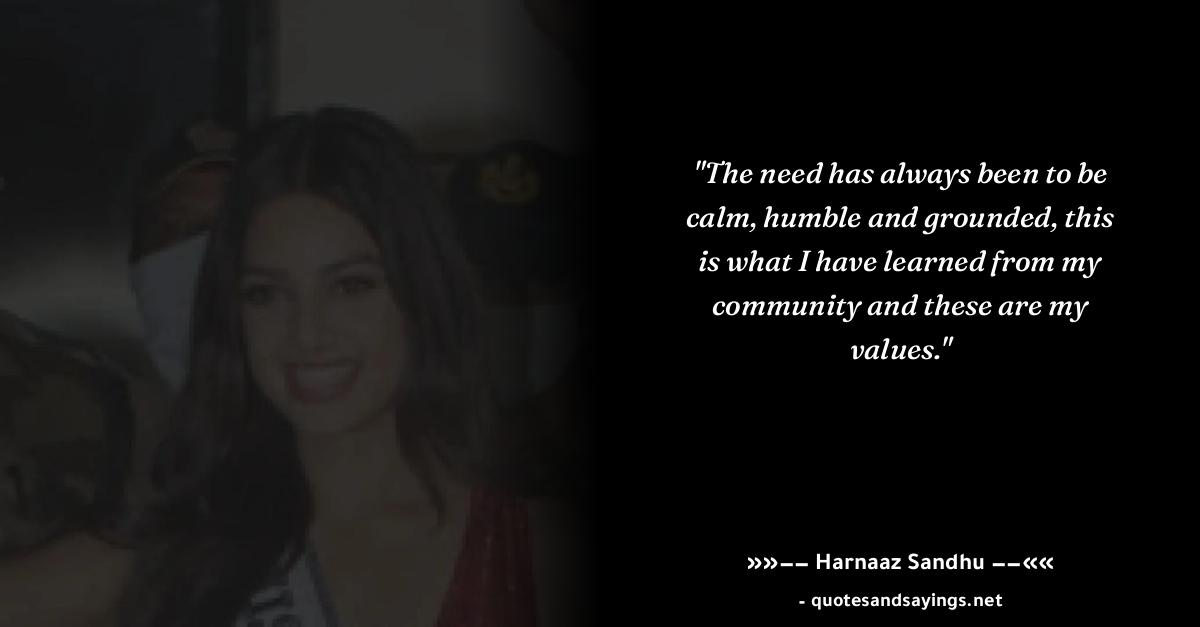 "The need has always been to be
calm, humble and grounded, this
is what I have learned from my
community and these are my
values."
»»–– Harnaaz Sandhu ––««
- quotesandsayings.net